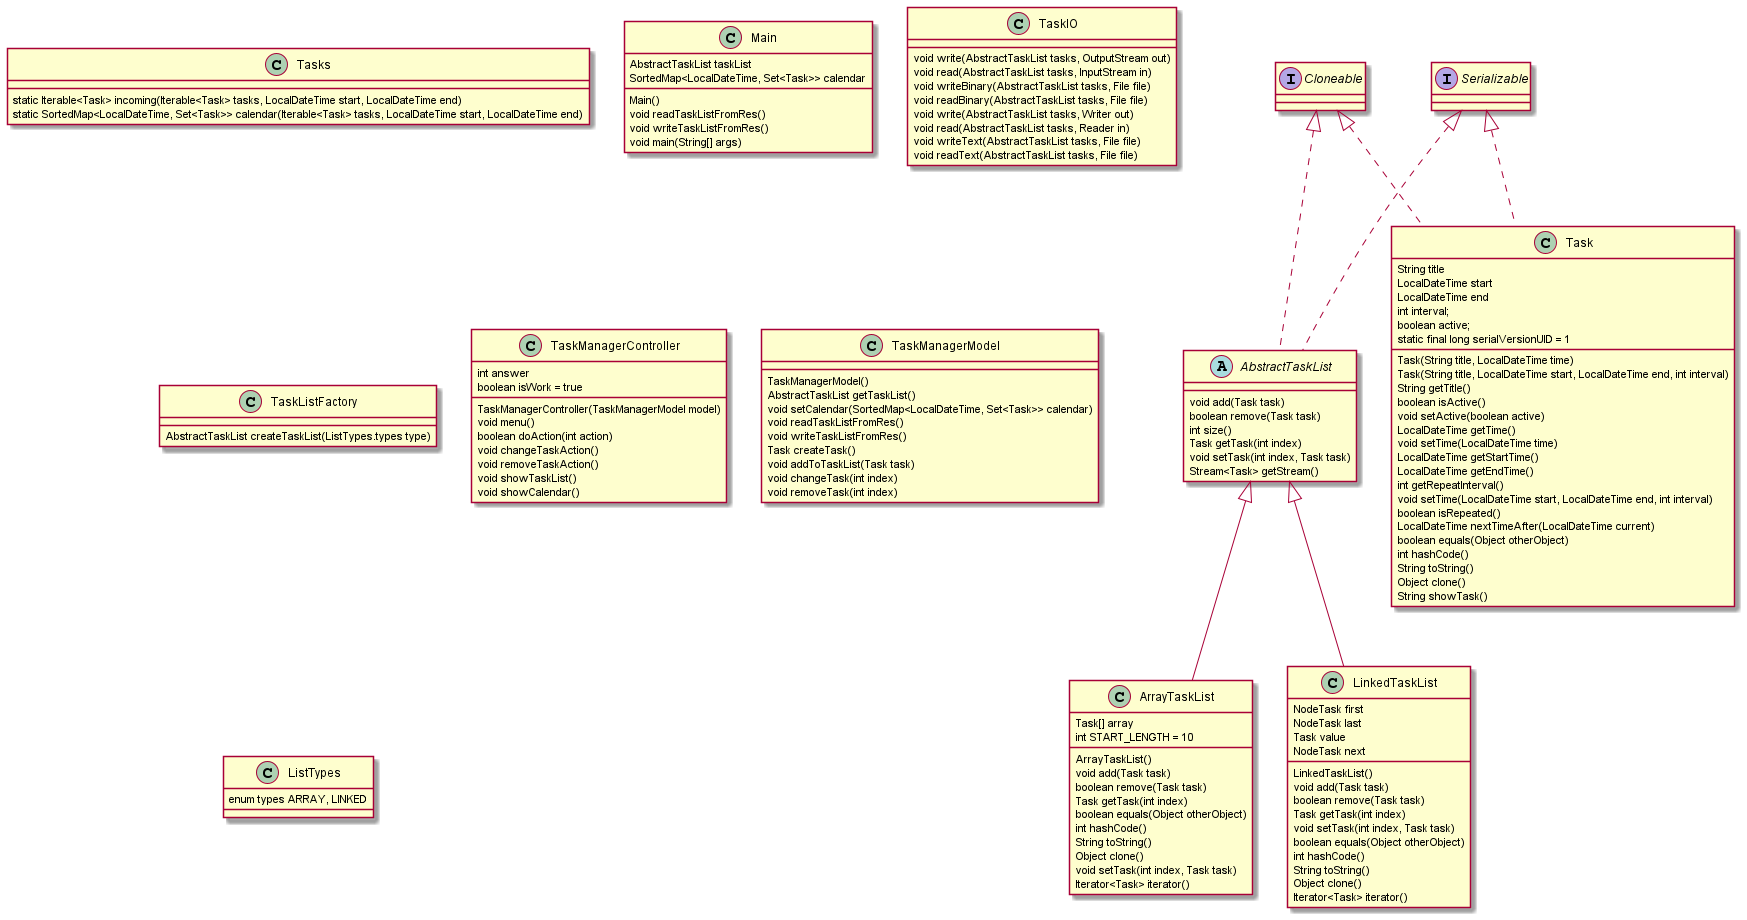 C Tasks
static Iterable<Task> incoming(Iterable<Task> tasks, LocalDateTime start, LocalDateTime end)
static SortedMap<LocalDateTime, Set<Task>> calendar(Iterable<Task> tasks, LocalDateTime start, LocalDateTime end)
C Main
AbstractTaskList taskList
SortedMap<LocalDateTime, Set<Task>> calendar
Main()
void readTaskListFromRes()
void writeTaskListFromRes()
void main(String[] args)
C TaskIO
void write(AbstractTaskList tasks, OutputStream out)
void read(AbstractTaskList tasks, InputStream in)
void writeBinary(AbstractTaskList tasks, File file)
void readBinary(AbstractTaskList tasks, File file)
void write(AbstractTaskList tasks, Writer out)
void read(AbstractTaskList tasks, Reader in)
void writeText(AbstractTaskList tasks, File file)
void readText(AbstractTaskList tasks, File file)
I Cloneable
I Serializable
C Task
String title
LocalDateTime start
LocalDateTime end
int interval;
boolean active;
static final long serialVersionUID = 1
Task(String title, LocalDateTime time)
Task(String title, LocalDateTime start, LocalDateTime end, int interval)
String getTitle()
boolean isActive()
void setActive(boolean active)
LocalDateTime getTime()
void setTime(LocalDateTime time)
LocalDateTime getStartTime()
LocalDateTime getEndTime()
int getRepeatInterval()
void setTime(LocalDateTime start, LocalDateTime end, int interval)
boolean isRepeated()
LocalDateTime nextTimeAfter(LocalDateTime current)
boolean equals(Object otherObject)
int hashCode()
String toString()
Object clone()
String showTask()
C TaskListFactory
AbstractTaskList createTaskList(ListTypes.types type)
C TaskManagerController
int answer
boolean isWork = true
TaskManagerController(TaskManagerModel model)
void menu()
boolean doAction(int action)
void changeTaskAction()
void removeTaskAction()
void showTaskList()
void showCalendar()
C TaskManagerModel
TaskManagerModel()
AbstractTaskList getTaskList()
void setCalendar(SortedMap<LocalDateTime, Set<Task>> calendar)
void readTaskListFromRes()
void writeTaskListFromRes()
Task createTask()
void addToTaskList(Task task)
void changeTask(int index)
void removeTask(int index)
A AbstractTaskList
void add(Task task)
boolean remove(Task task)
int size()
Task getTask(int index)
void setTask(int index, Task task)
Stream<Task> getStream()
C ListTypes
enum types ARRAY, LINKED
C ArrayTaskList
Task[] array
int START_LENGTH = 10
ArrayTaskList()
void add(Task task)
boolean remove(Task task)
Task getTask(int index)
boolean equals(Object otherObject)
int hashCode()
String toString()
Object clone()
void setTask(int index, Task task)
Iterator<Task> iterator()
C LinkedTaskList
NodeTask first
NodeTask last
Task value
NodeTask next
LinkedTaskList()
void add(Task task)
boolean remove(Task task)
Task getTask(int index)
void setTask(int index, Task task)
boolean equals(Object otherObject)
int hashCode()
String toString()
Object clone()
Iterator<Task> iterator()